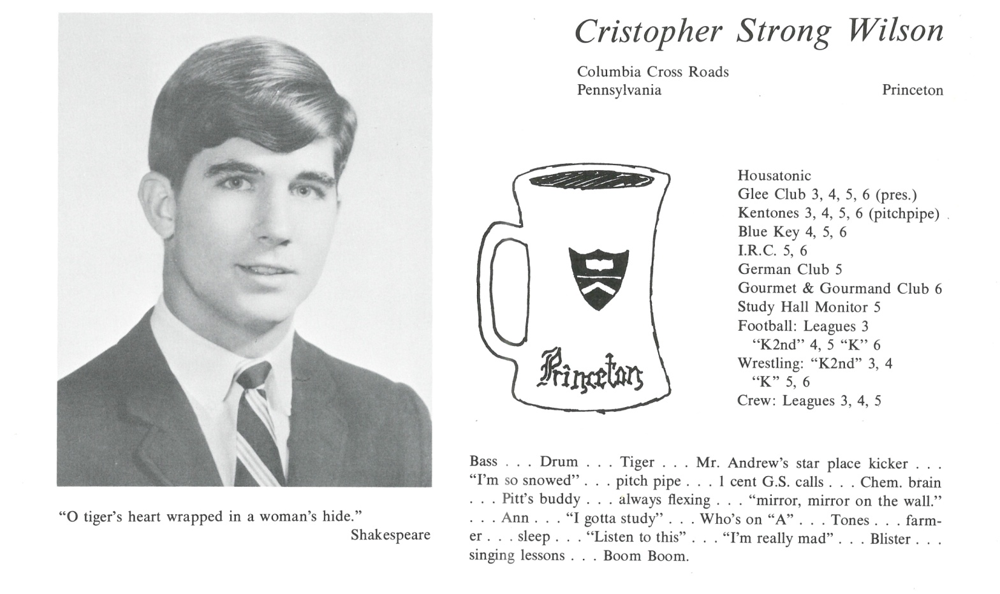 Cristopher Strong Wilson
Columbia Cross Roads
Pennsylvania Princeton
Housatonic
Glee Club 3, 4, 5, 6 (pres.)
Kentones 3, 4, 5, 6 (pitchpipe)
Blue Key 4, 5, 6
I.R.C. 5, 6
German Club 5
Gourmet & Gourmand Club 6
Study Hall Monitor 5
Football: Leagues 3
“K2nd” 4, 5 “K” 6
Wrestling: “K2nd” 3, 4
“K” 5, 6
Crew: Leagues 3, 4, 5
Princeton
Bass . . . Drum . . . Tiger . . . Mr. Andrew’s star place kicker . . .
“I’m so snowed” . . . pitch pipe . . . 1 cent G.S. calls . . . Chem. brain
. . . Pitt’s buddy . . . always flexing . . . “mirror, mirror on the wall.”
. . . Ann . . . “I gotta study” . . . Who’s on “A” . . . Tones . . . farm-
er . . . sleep . . . “Listen to this” . . . “I’m really mad” . . . Blister . . .
singing lessons . . . Boom Boom.
“O tiger’s heart wrapped in a woman’s hide.”
Shakespeare